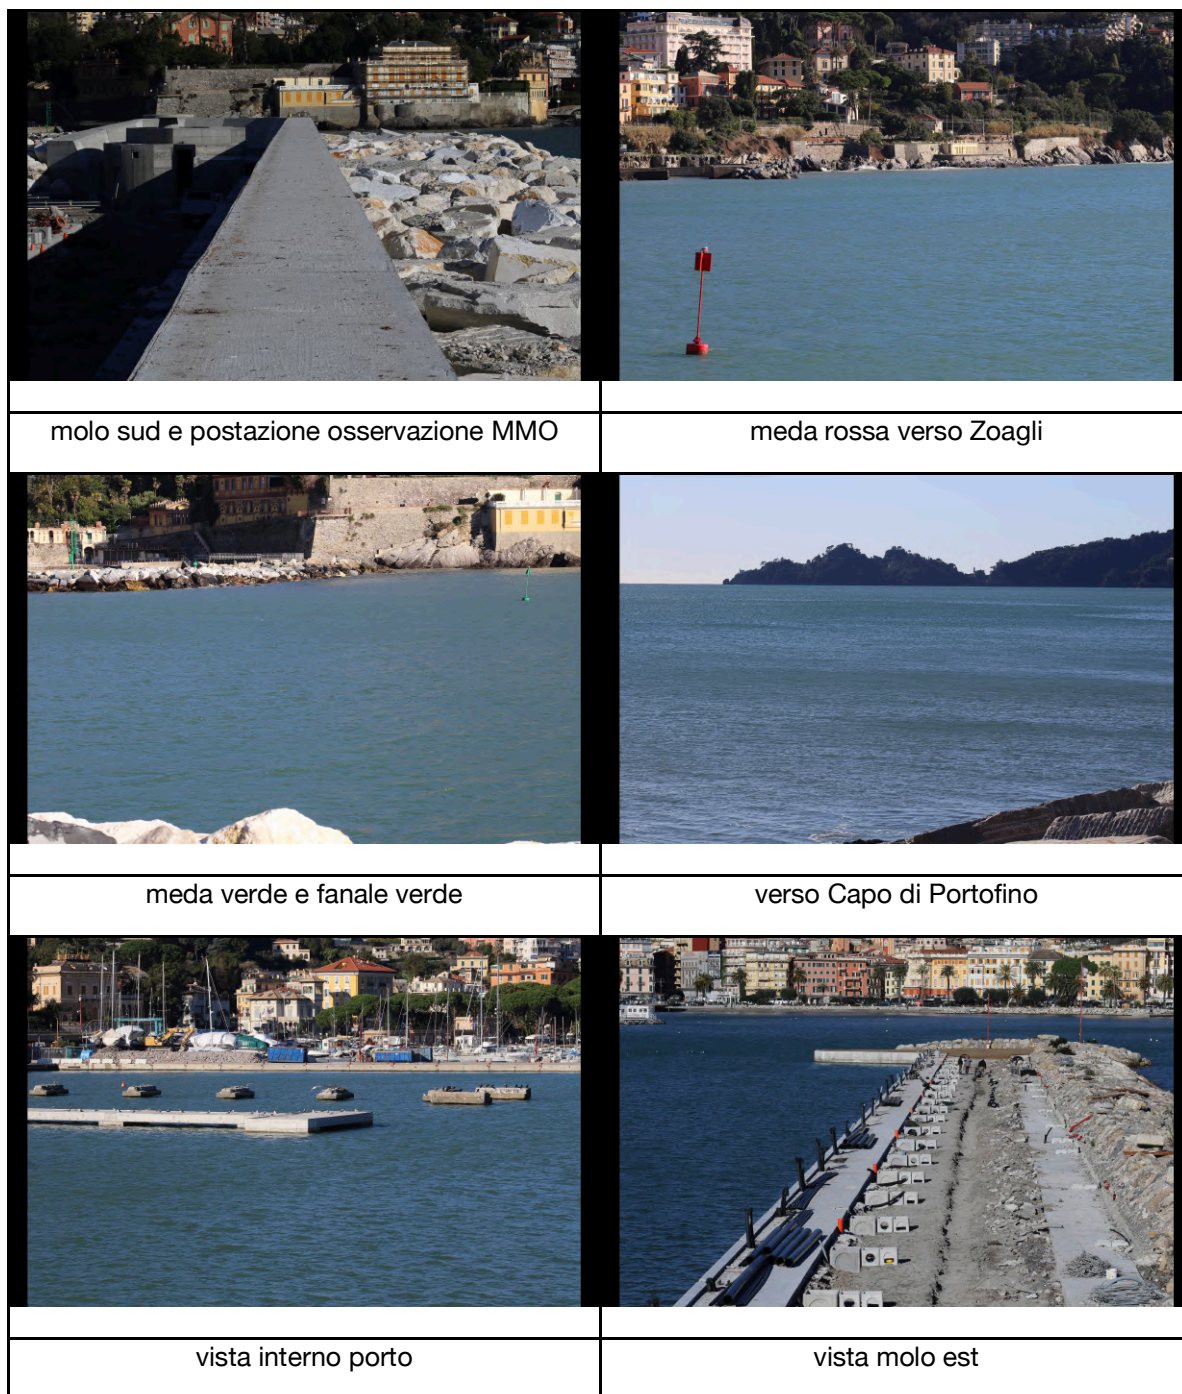 molo sud e postazione osservazione MMO
meda rossa verso Zoagli
meda verde e fanale verde
verso Capo di Portofino
vista interno porto
vista molo est